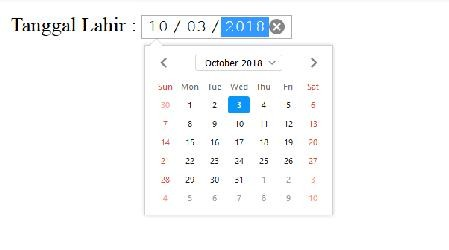 Tanggal Lahir : 10 / 03 / 2018
October 2018
Sun Mon Tue Wed Thu Fri Sat
30 1 2 3 4 5 6
7 8 9 10 11 12 13
14 15 16 17 18 19 20
21 22 23 24 25 26 27
28 29 30 31 1 2 3
4 5 6 7 8 9 10